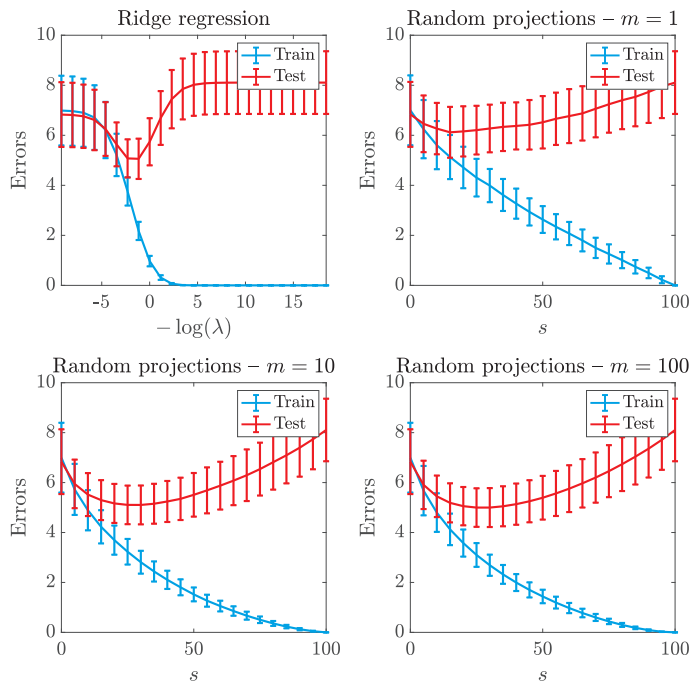 Ridge regression
10
8
6
4
2
0
Errors
Train
Test
-5
0
5
10
15
− log(λ)
Random projections – m = 1
10
8
6
4
2
0
Errors
Train
Test
0
50
100
s
Random projections – m = 10
10
8
6
4
2
0
Errors
Train
Test
0
50
100
s
Random projections – m = 100
10
8
6
4
2
0
Errors
Train
Test
0
50
100
s